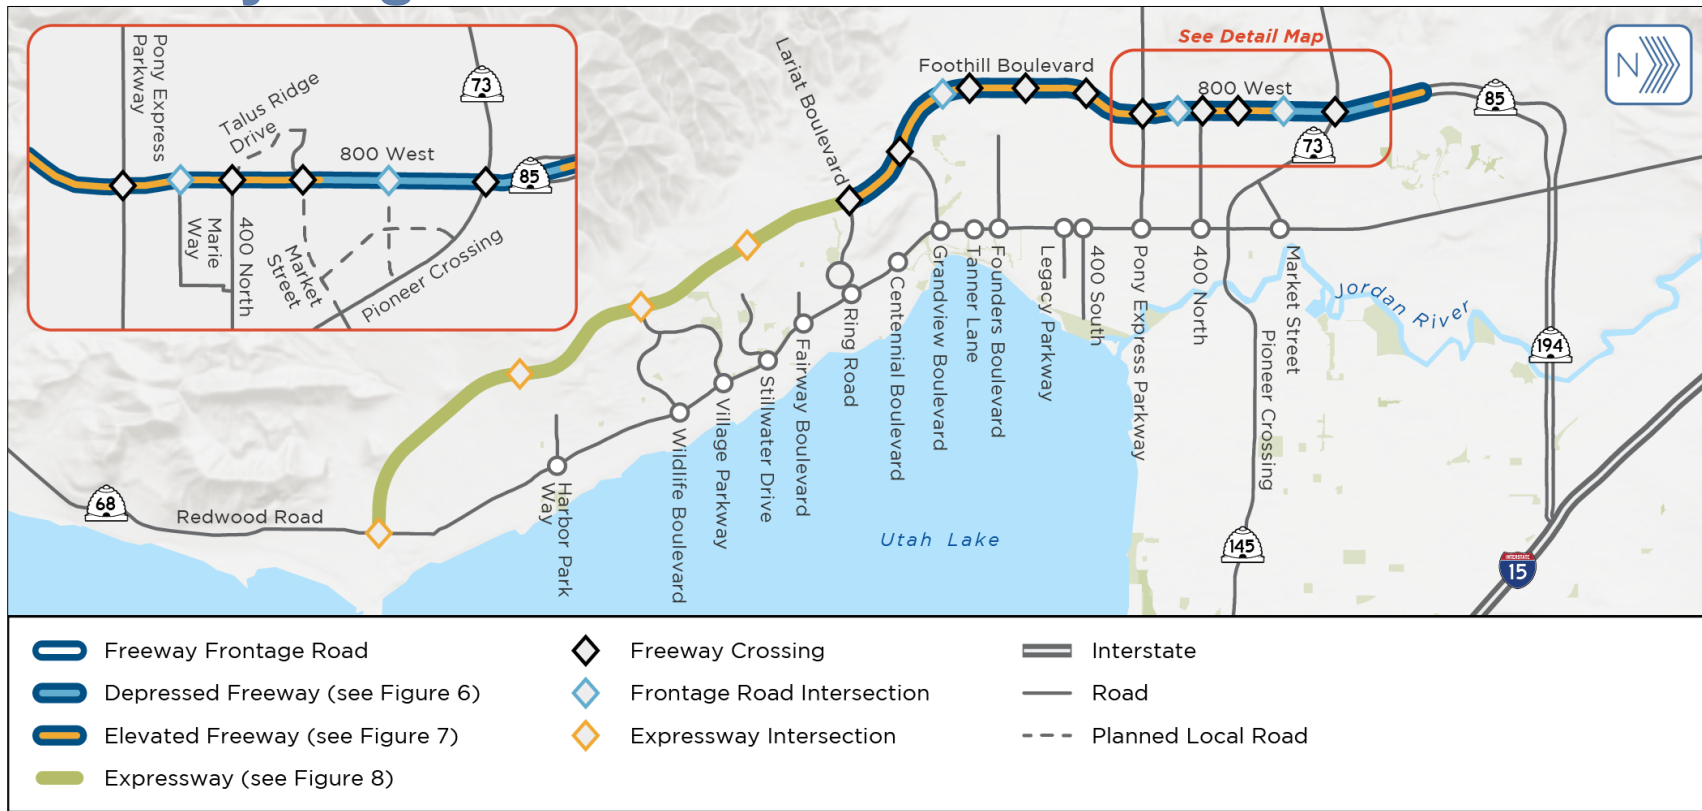 Pony Express
Parkway
Talus Ridge
Drive
73
800 West
85
Marie
Way
400 North
Market
Street
Pioneer Crossing
Lariat Boulevard
Foothill Boulevard
See Detail Map
800 West
73
85
N
68
Redwood Road
Harbor Park
Way
Wildlife Boulevard
Village Parkway
Stillwater Drive
Fairway Boulevard
Ring Road
Centennial Boulevard
Grandview Boulevard
Tanner Lane
Founders Boulevard
Legacy Parkway
400 South
Pony Express Parkway
400 North
Pioneer Crossing
Market Street
Jordan River
194
145
INTERSTATE
15
Utah Lake
Freeway Frontage Road
Depressed Freeway (see Figure 6)
Elevated Freeway (see Figure 7)
Expressway (see Figure 8)
Freeway Crossing
Frontage Road Intersection
Expressway Intersection
Interstate
Road
Planned Local Road